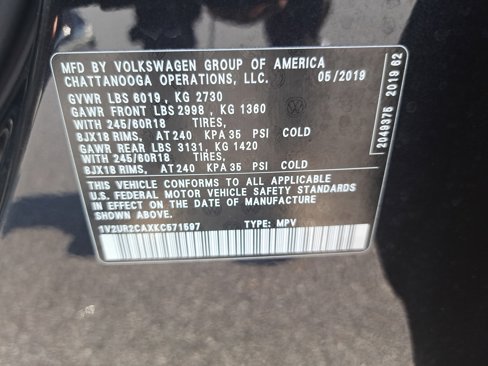 MFD BY VOLKSWAGEN GROUP OF AMERICA
CHATTANOOGA OPERATIONS, LLC. 05/2019
GVWR LBS 6019 , KG 2730
GAWR FRONT LBS 2998 , KG 1360
WITH 245/60R18 TIRES,
8JX18 RIMS, AT 240 KPA 35 PSI COLD
GAWR REAR LBS 3131, KG 1420
WITH 245/60R18 TIRES,
8JX18 RIMS, AT 240 KPA 35 PSI COLD
THIS VEHICLE CONFORMS TO ALL APPLICABLE
U.S. FEDERAL MOTOR VEHICLE SAFETY STANDARDS
IN EFFECT ON THE DATE OF MANUFACTURE
SHOWN ABOVE
1V2UR2CAXKC571597 TYPE: MPV
2049376 2019 62